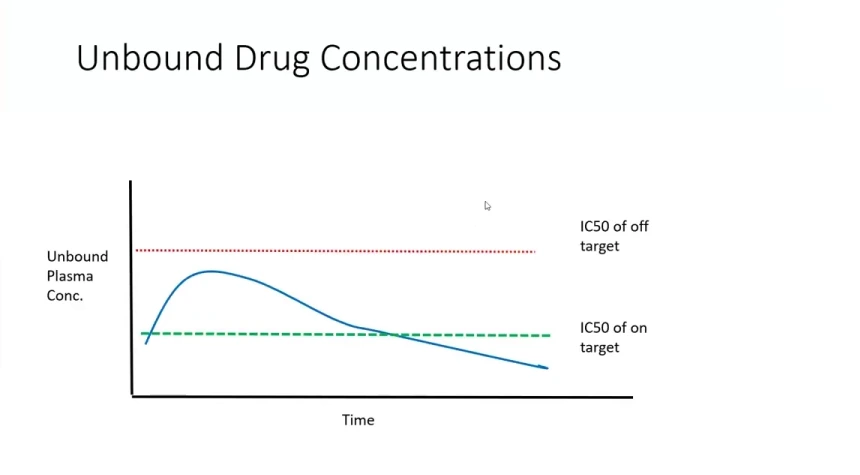 Unbound Drug Concentrations
Unbound
Plasma
Conc.
IC50 of off
target
IC50 of on
target
Time